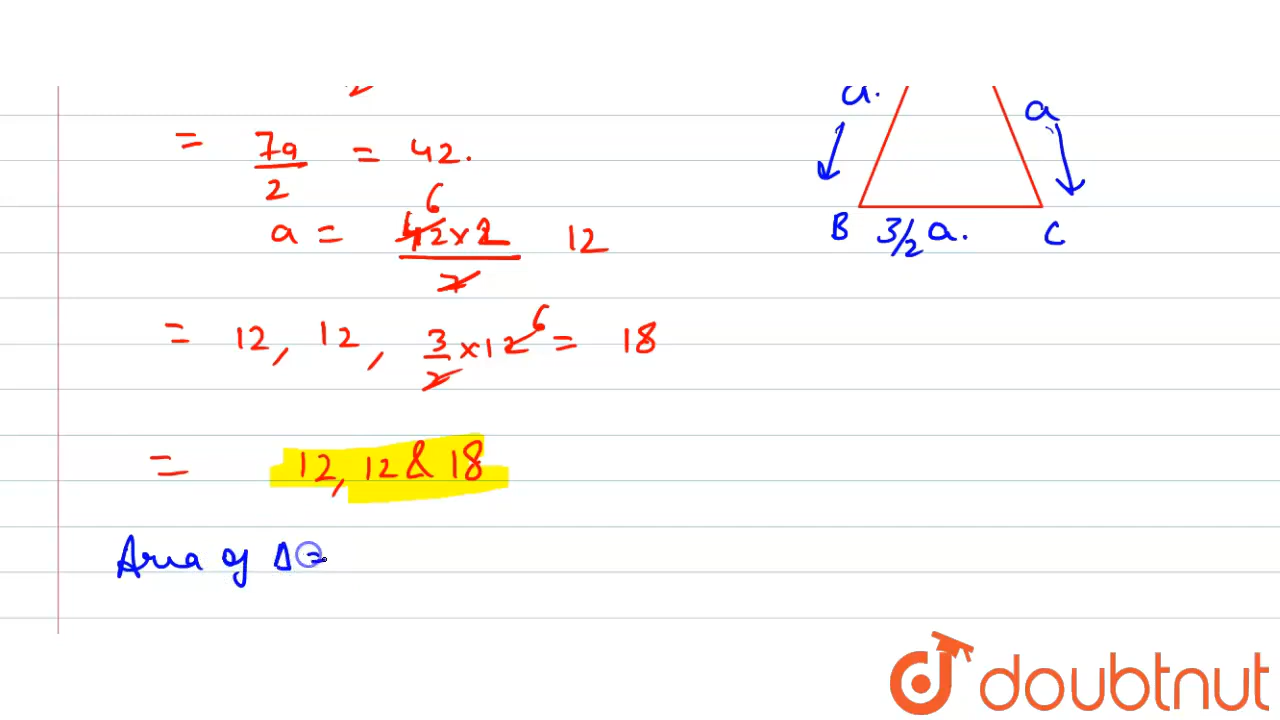 a.
a
= 7a/2 = 42.
6
a = 42×2/7 12
B 3/2 a. C
= 12, 12, 3/2×12 6 = 18
= 12, 12 & 18
Area of Δ =
doubtnut